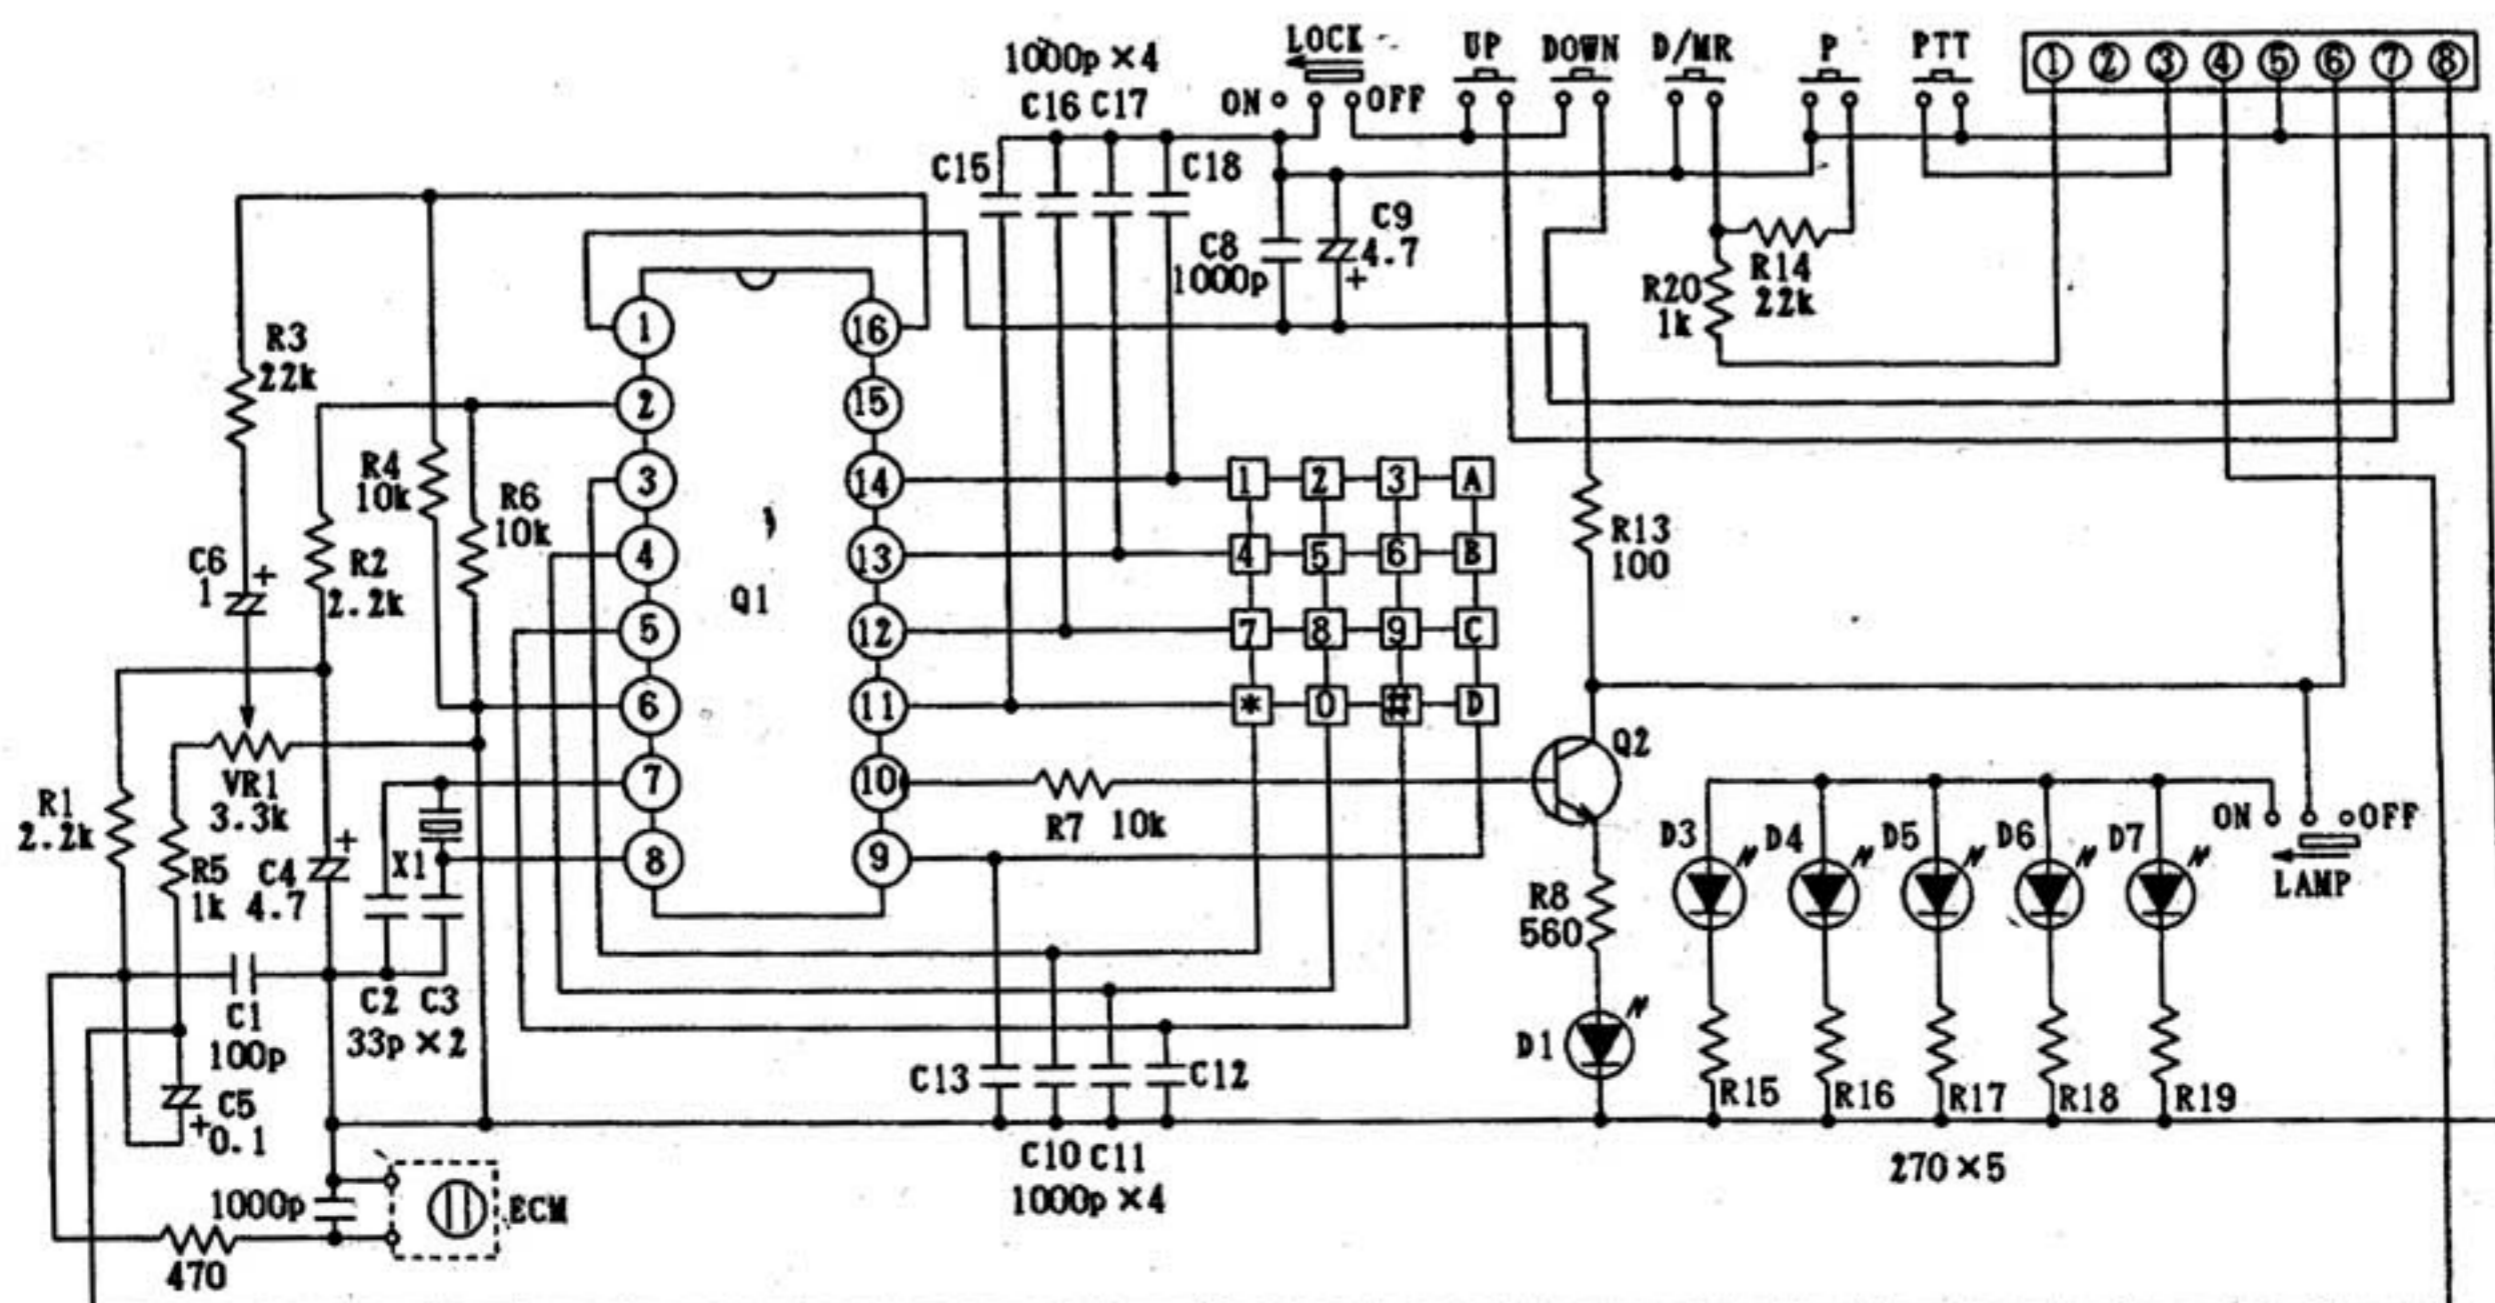 1000p ×4
C16 C17
LOCK
ON OFF
UP
DOWN
D/MR
P
PTT
1 2 3 4 5 6 7 8
C15
C18
C8
1000p
C9
4.7
+
R20
1k
R14
22k
R3
22k
R4
10k
R6
10k
C6
1
+
R2
2.2k
1
2
3
4
5
6
7
8
16
15
14
13
12
11
10
9
Q1
1 2 3 A
4 5 6 B
7 8 9 C
* 0 # D
R13
100
Q2
R1
2.2k
VR1
3.3k
R5
1k
C4
4.7
+
X1
R7 10k
D3
D4
D5
D6
D7
ON OFF
LAMP
R8
560
C1
100p
C2 C3
33p ×2
D1
C5
0.1
+
C13
C12
R15
R16
R17
R18
R19
C10 C11
1000p ×4
270 ×5
1000p
ECM
470